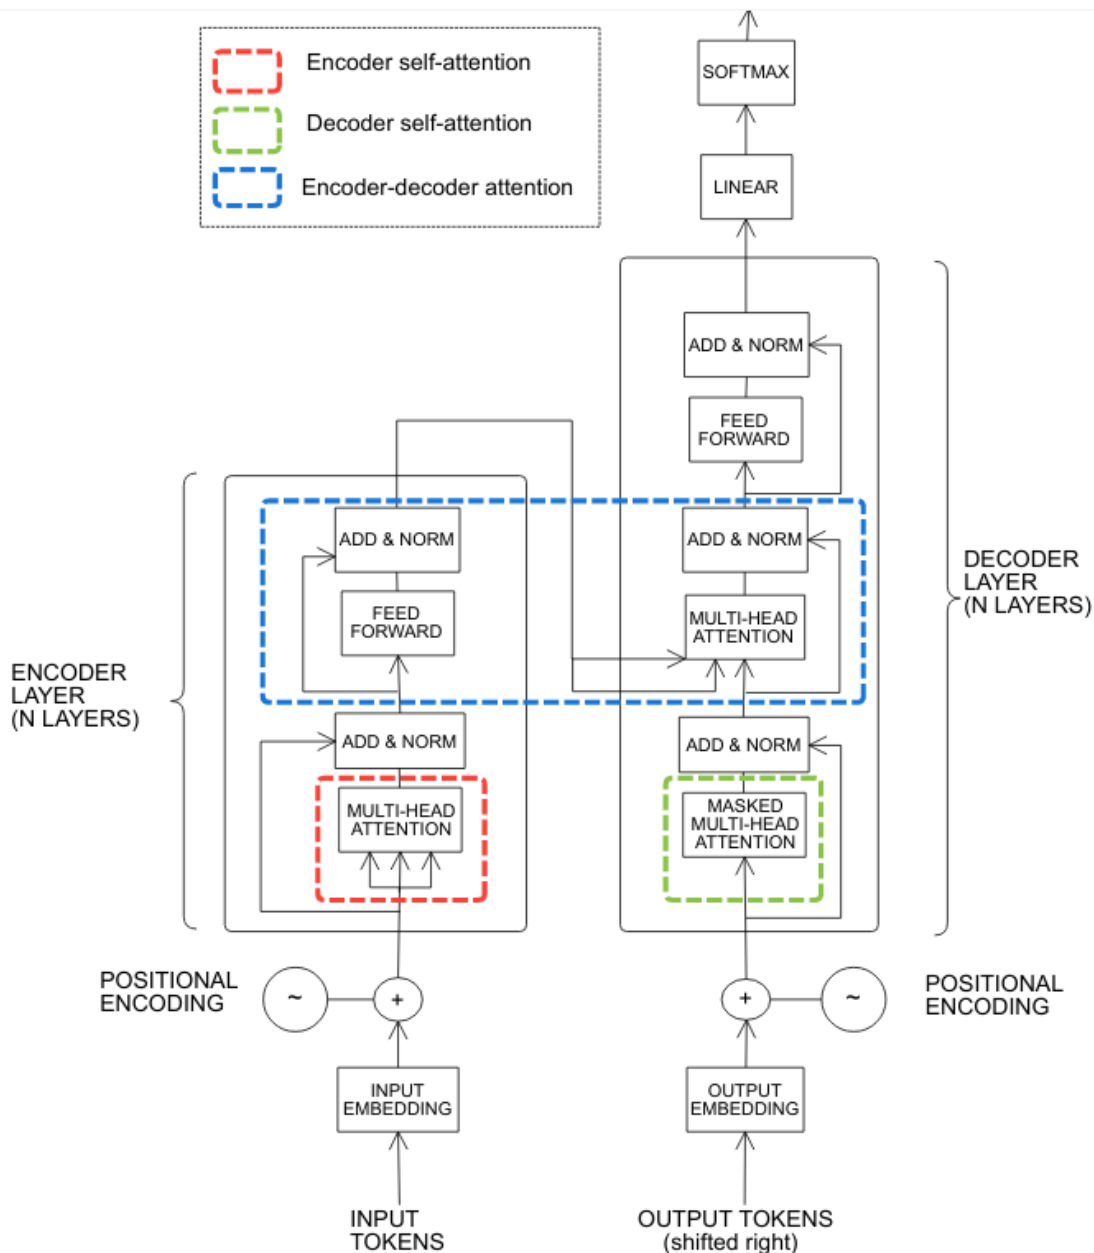 Encoder self-attention
Decoder self-attention
Encoder-decoder attention
SOFTMAX
LINEAR
ADD & NORM
FEED
FORWARD
ADD & NORM
MULTI-HEAD
ATTENTION
ADD & NORM
MASKED
MULTI-HEAD
ATTENTION
DECODER
LAYER
(N LAYERS)
ADD & NORM
FEED
FORWARD
ADD & NORM
MULTI-HEAD
ATTENTION
ENCODER
LAYER
(N LAYERS)
POSITIONAL
ENCODING
~
+
+
~
POSITIONAL
ENCODING
INPUT
EMBEDDING
OUTPUT
EMBEDDING
INPUT
TOKENS
OUTPUT TOKENS
(shifted right)